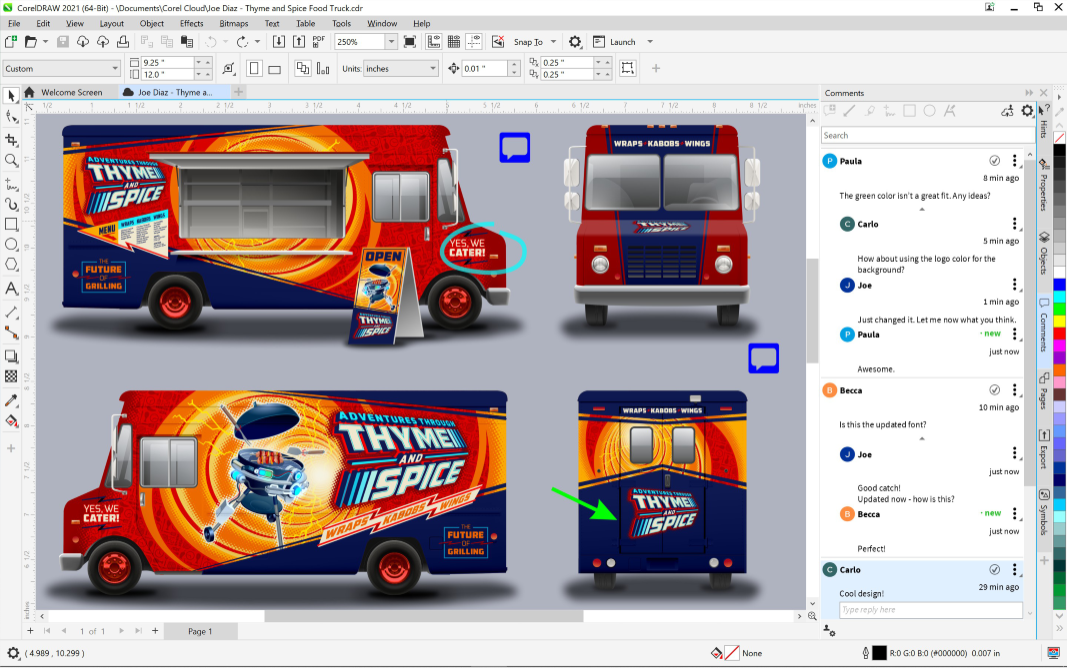 CorelDRAW 2021 (64-Bit) - \Documents\Corel Cloud\Joe Diaz - Thyme and Spice Food Truck.cdr
File Edit View Layout Object Effects Bitmaps Text Table Tools Window Help
PDF 250% Snap To Launch
Custom 9.25 " 12.0 " Units: inches 0.01 " 0.25 " 0.25 "
Welcome Screen Joe Diaz - Thyme a...
inches
ADVENTURES THROUGH
THYME
AND
SPICE
MENU
WRAPS KABOBS WINGS
THE
FUTURE
OF
GRILLING
OPEN
THYME
AND
SPICE
YES, WE
CATER!
WRAPS KABOBS WINGS
THYME
AND
SPICE
YES, WE
CATER!
ADVENTURES THROUGH
THYME
AND
SPICE
WRAPS KABOBS WINGS
THE
FUTURE
OF
GRILLING
WRAPS KABOBS WINGS
ADVENTURES THROUGH
THYME
AND
SPICE
Comments
Search
P Paula
8 min ago
The green color isn't a great fit. Any ideas?
C Carlo
5 min ago
How about using the logo color for the
background?
J Joe
1 min ago
Just changed it. Let me now what you think.
P Paula new
just now
Awesome.
B Becca
10 min ago
Is this the updated font?
J Joe
just now
Good catch!
Updated now - how is this?
B Becca new
just now
Perfect!
C Carlo
29 min ago
Cool design!
Type reply here
Hints
Properties
Objects
Comments
Pages
Export
Symbols
inches
1 of 1 Page 1
( 4.989 , 10.299 ) None R:0 G:0 B:0 (#000000) 0.007 in